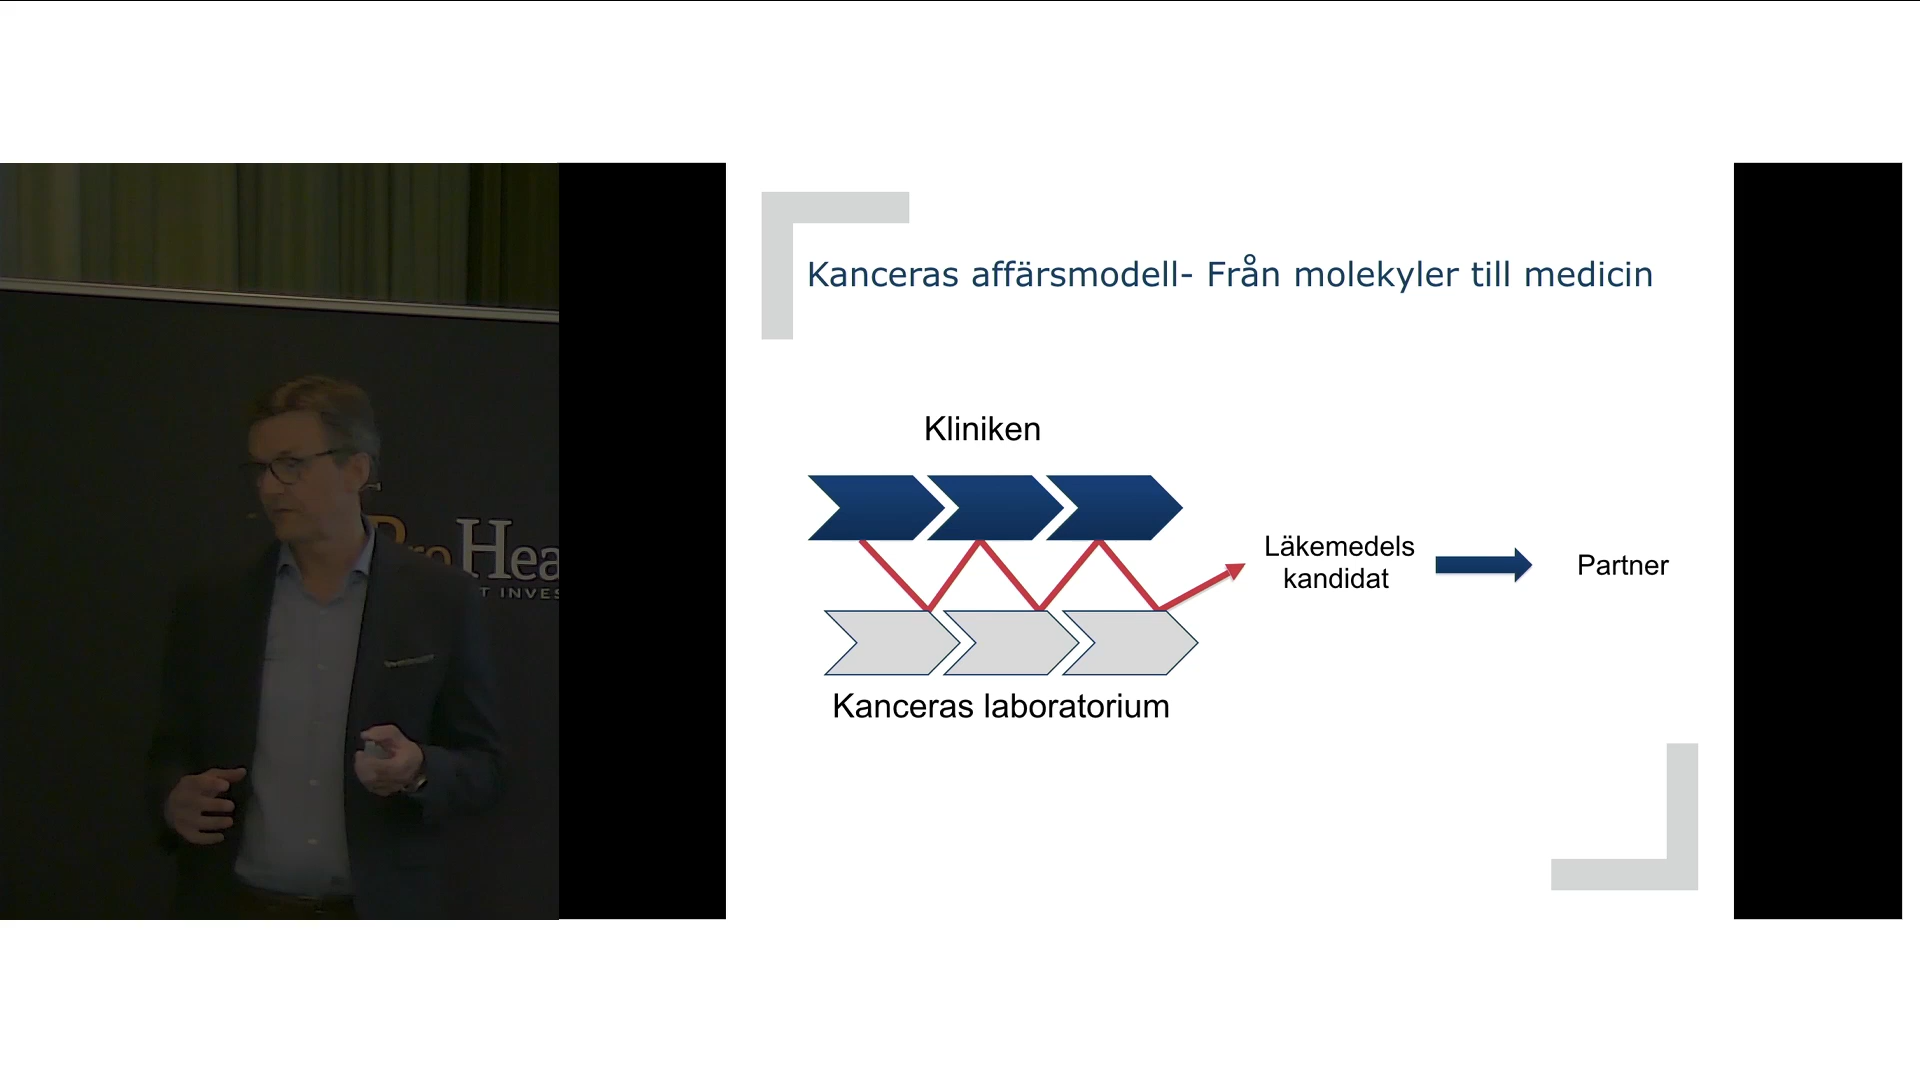 Kanceras affärsmodell- Från molekyler till medicin
Kliniken
Läkemedels
kandidat
Partner
Kanceras laboratorium